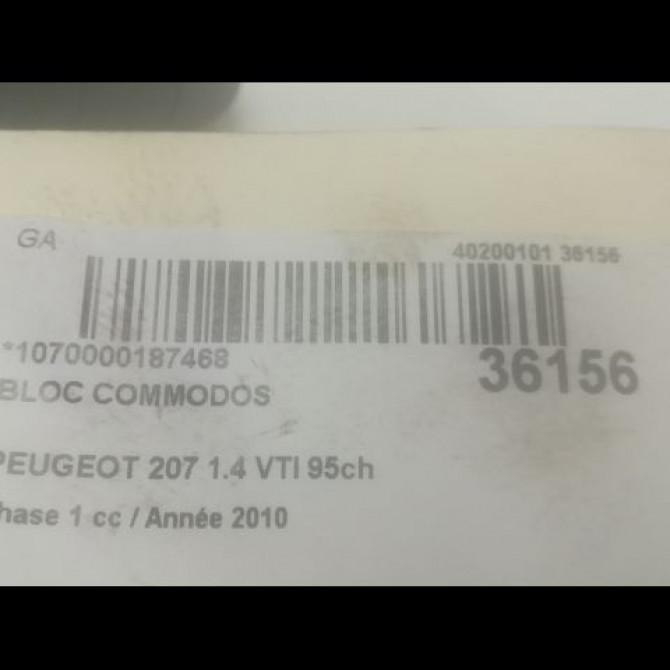 GA
40200101 36156
*1070000187468
36156
BLOC COMMODOS
PEUGEOT 207 1.4 VTI 95ch
hase 1 cc / Année 2010